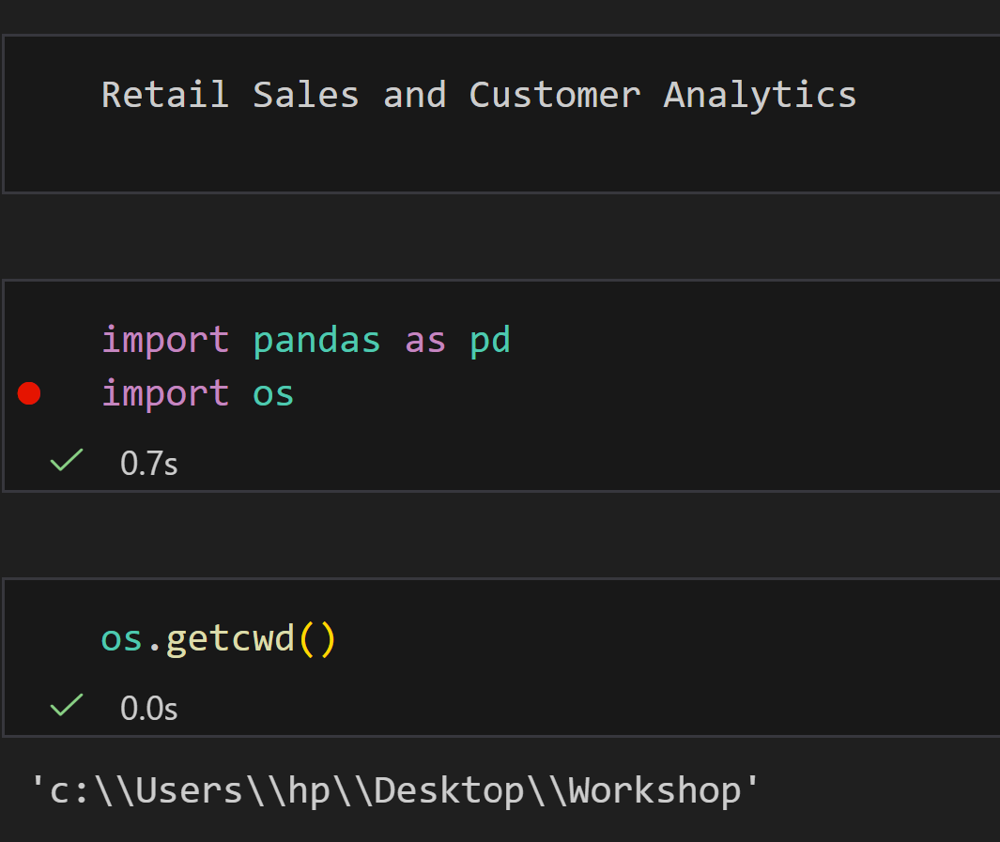 Retail Sales and Customer Analytics
import pandas as pd
import os
0.7s
os.getcwd()
0.0s
'c:\\Users\\hp\\Desktop\\Workshop'